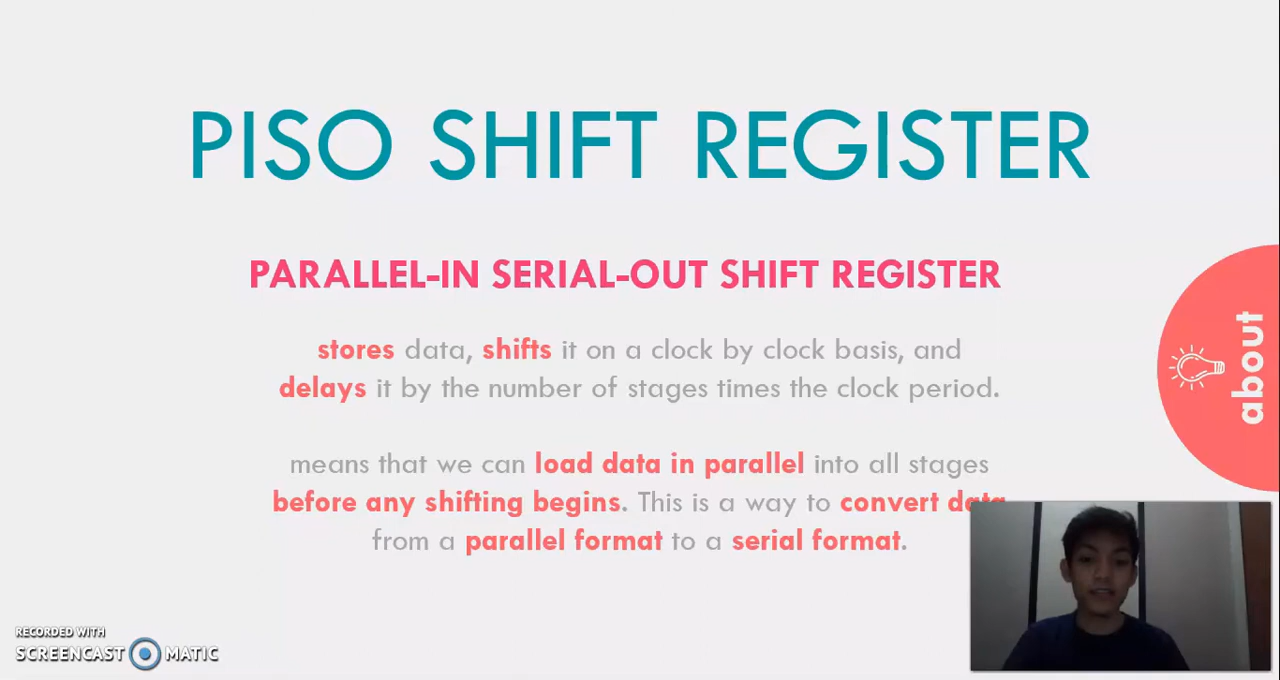 PISO SHIFT REGISTER
PARALLEL-IN SERIAL-OUT SHIFT REGISTER
stores data, shifts it on a clock by clock basis, and
delays it by the number of stages times the clock period.
means that we can load data in parallel into all stages
before any shifting begins. This is a way to convert data
from a parallel format to a serial format.
about
RECORDED WITH
SCREENCAST MATIC